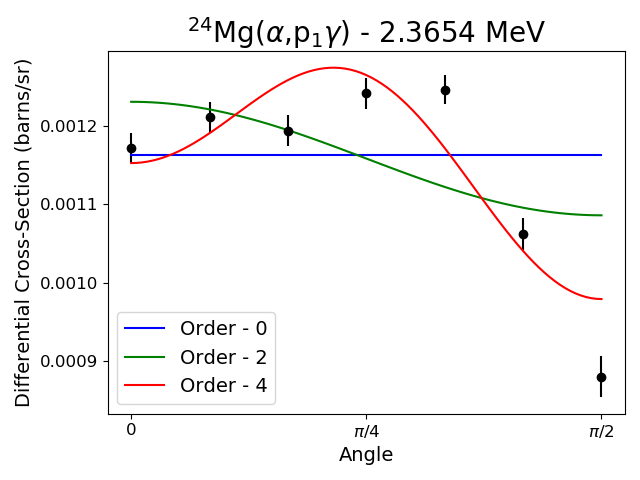 ²⁴Mg(α,p₁γ) - 2.3654 MeV
Differential Cross-Section (barns/sr)
0.0012
0.0011
0.0010
0.0009
Order - 0
Order - 2
Order - 4
0
π/4
π/2
Angle